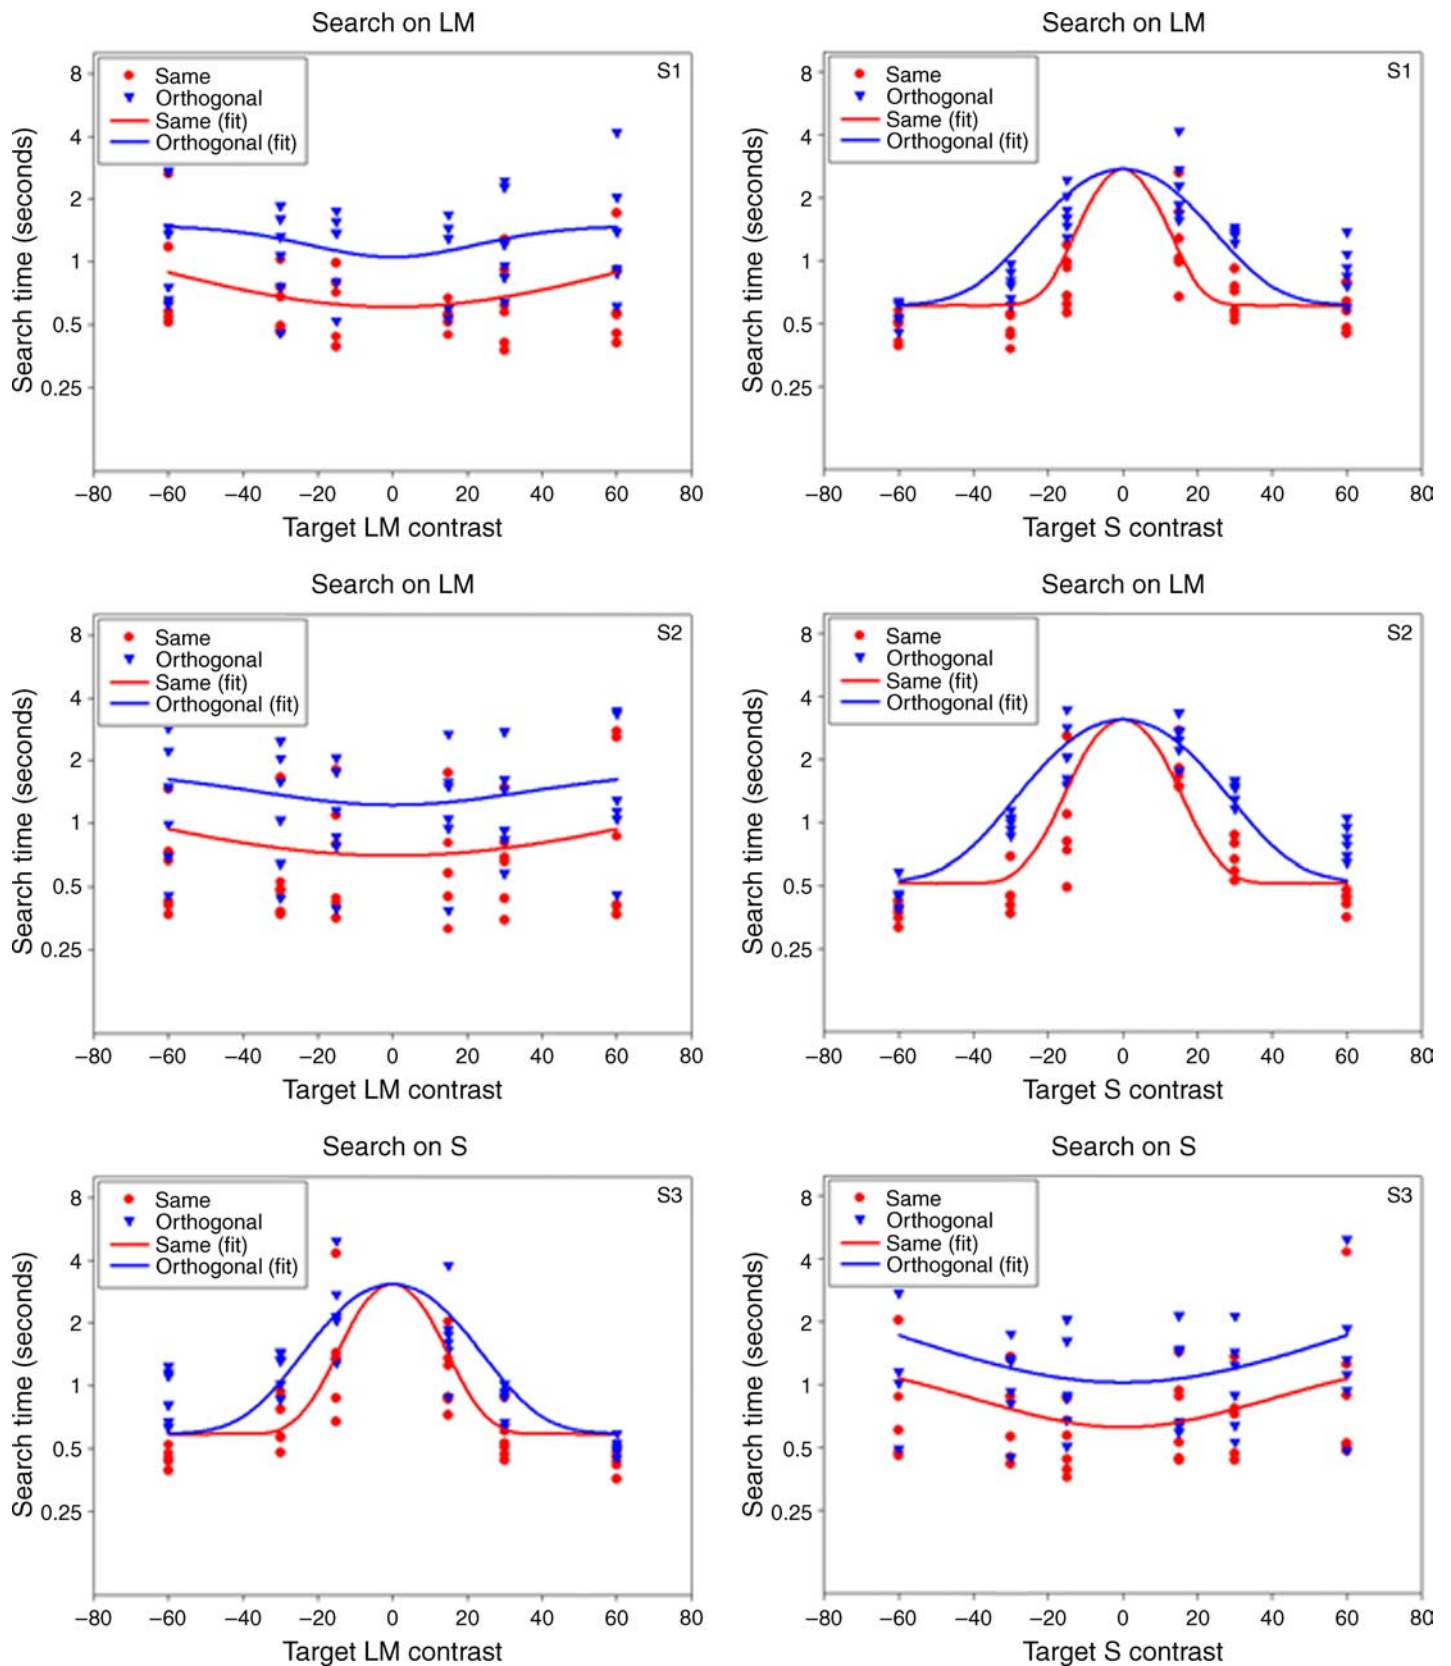 Search on LM
S1
Same
Orthogonal
Same (fit)
Orthogonal (fit)
8
4
2
1
0.5
0.25
Search time (seconds)
−80 −60 −40 −20 0 20 40 60 80
Target LM contrast
Search on LM
S1
Same
Orthogonal
Same (fit)
Orthogonal (fit)
8
4
2
1
0.5
0.25
Search time (seconds)
−80 −60 −40 −20 0 20 40 60 80
Target S contrast
Search on LM
S2
Same
Orthogonal
Same (fit)
Orthogonal (fit)
8
4
2
1
0.5
0.25
Search time (seconds)
−80 −60 −40 −20 0 20 40 60 80
Target LM contrast
Search on LM
S2
Same
Orthogonal
Same (fit)
Orthogonal (fit)
8
4
2
1
0.5
0.25
Search time (seconds)
−80 −60 −40 −20 0 20 40 60 80
Target S contrast
Search on S
S3
Same
Orthogonal
Same (fit)
Orthogonal (fit)
8
4
2
1
0.5
0.25
Search time (seconds)
−80 −60 −40 −20 0 20 40 60 80
Target LM contrast
Search on S
S3
Same
Orthogonal
Same (fit)
Orthogonal (fit)
8
4
2
1
0.5
0.25
Search time (seconds)
−80 −60 −40 −20 0 20 40 60 80
Target S contrast